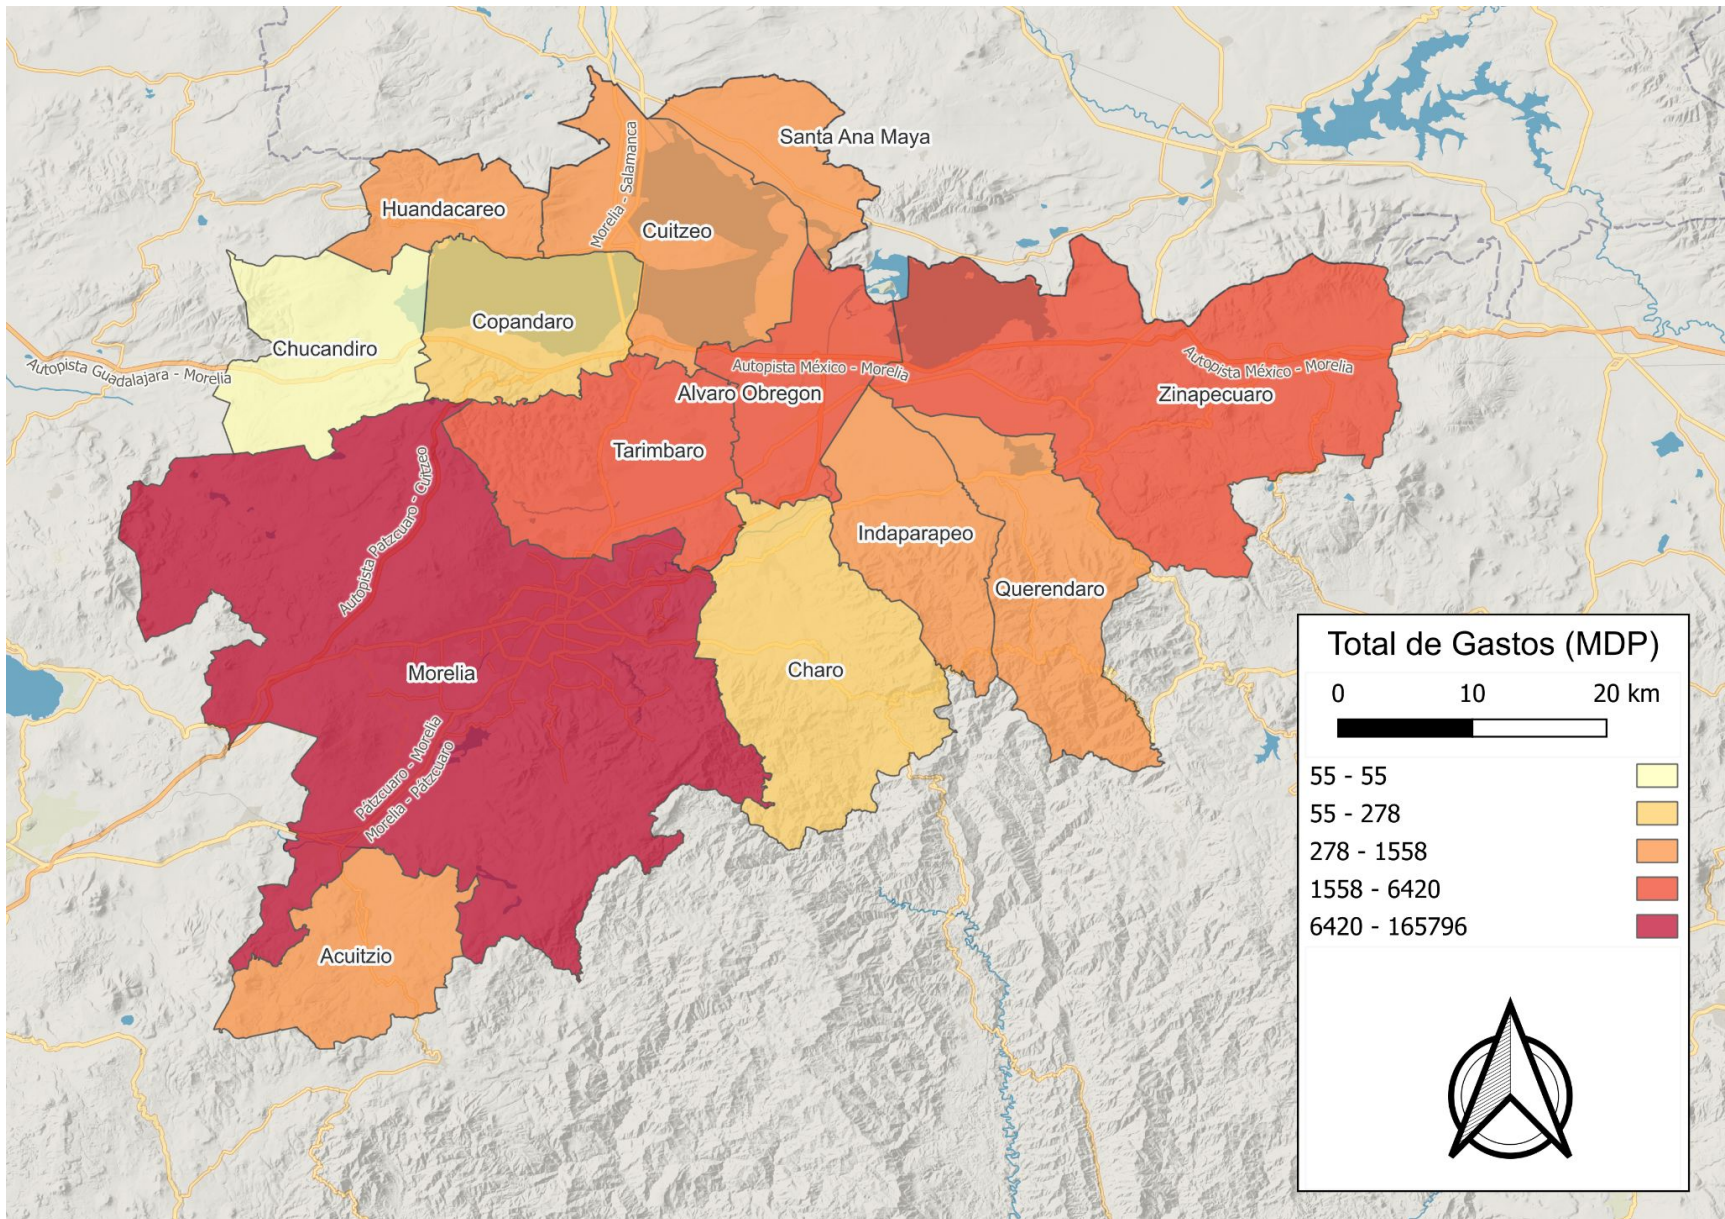 Santa Ana Maya
Morelia - Salamanca
Huandacareo
Cuitzeo
Copandaro
Chucandiro
Autopista Guadalajara - Morelia
Autopista México - Morelia
Autopista México - Morelia
Alvaro Obregon
Zinapecuaro
Tarimbaro
Autopista Patzcuaro - Cuitzeo
Indaparapeo
Querendaro
Morelia
Charo
Pátzcuaro - Morelia
Morelia - Pátzcuaro
Acuitzio
Total de Gastos (MDP)
0 10 20 km
55 - 55
55 - 278
278 - 1558
1558 - 6420
6420 - 165796